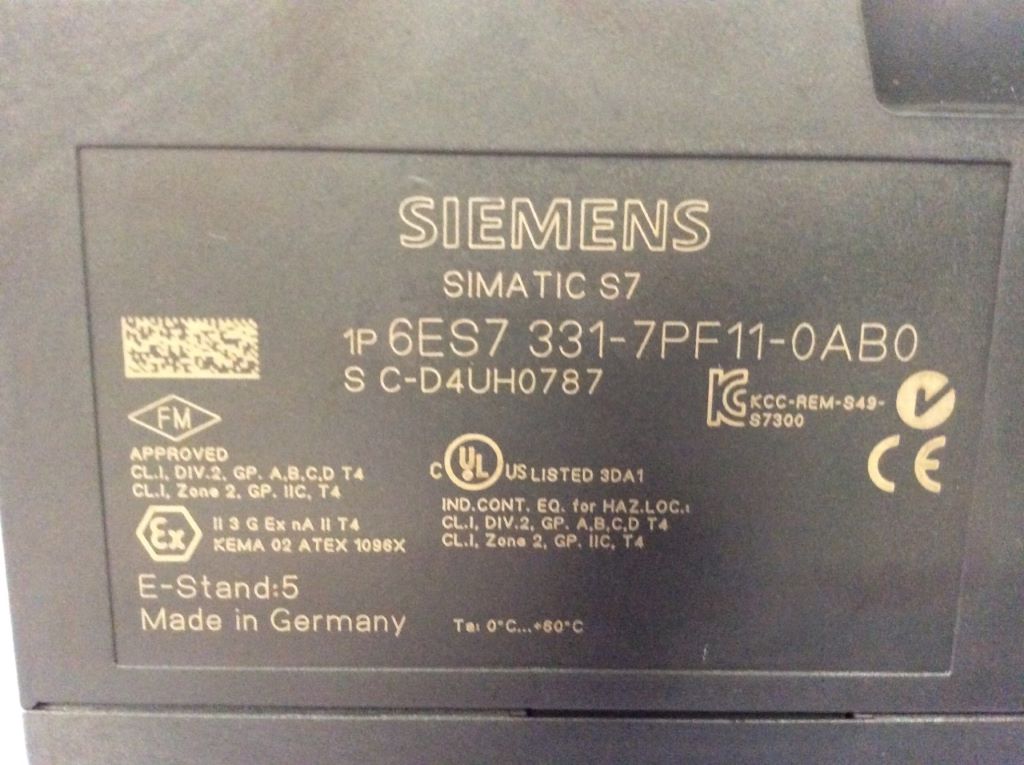 SIEMENS
SIMATIC S7
1P 6ES7 331-7PF11-0AB0
S C-D4UH0787
KCC-REM-S49-
S7300
FM
APPROVED
CL.I, DIV.2, GP. A,B,C,D T4
CL.I, Zone 2, GP. IIC, T4
C UL US LISTED 3DA1
IND.CONT. EQ. for HAZ.LOC.:
CL.I, DIV.2, GP. A,B,C,D T4
CL.I, Zone 2, GP. IIC, T4
CE
Ex
II 3 G Ex nA II T4
KEMA 02 ATEX 1096X
E-Stand:5
Made in Germany
Ta: 0°C...+60°C